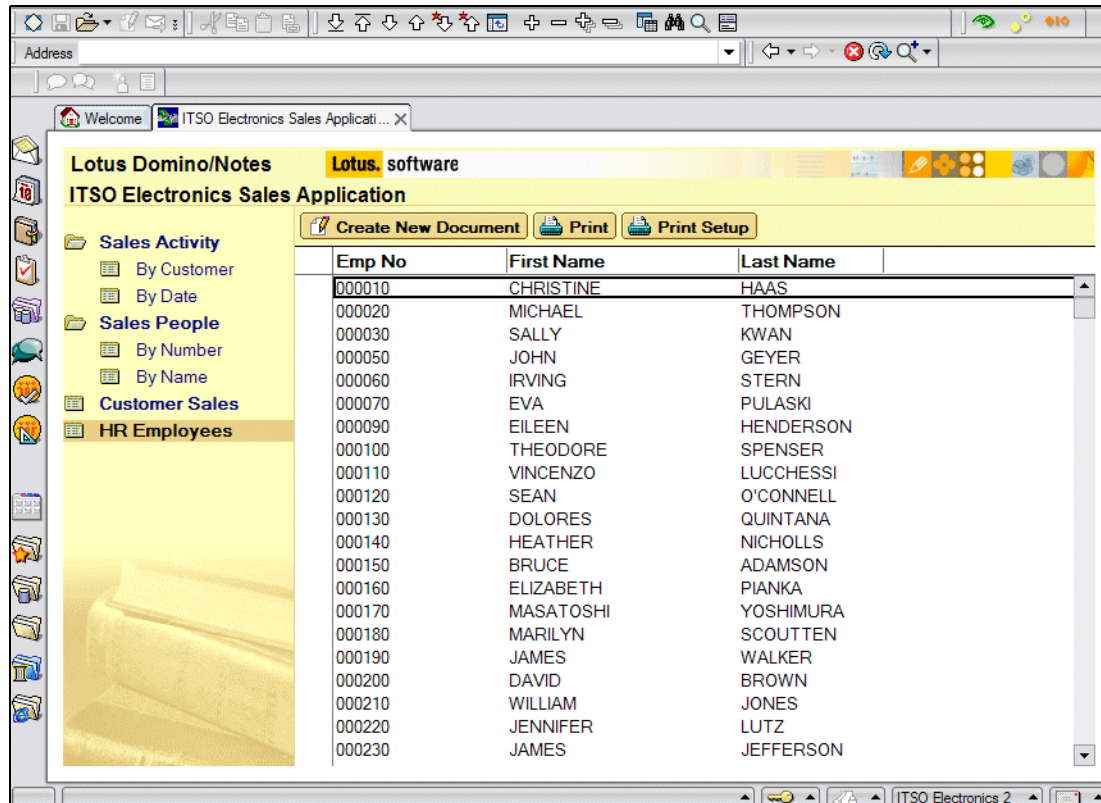 Address
Welcome ITSO Electronics Sales Applicati...
Lotus Domino/Notes Lotus. software
ITSO Electronics Sales Application
Create New Document Print Print Setup
Sales Activity
By Customer
By Date
Sales People
By Number
By Name
Customer Sales
HR Employees
Emp No First Name Last Name
000010 CHRISTINE HAAS
000020 MICHAEL THOMPSON
000030 SALLY KWAN
000050 JOHN GEYER
000060 IRVING STERN
000070 EVA PULASKI
000090 EILEEN HENDERSON
000100 THEODORE SPENSER
000110 VINCENZO LUCCHESSI
000120 SEAN O'CONNELL
000130 DOLORES QUINTANA
000140 HEATHER NICHOLLS
000150 BRUCE ADAMSON
000160 ELIZABETH PIANKA
000170 MASATOSHI YOSHIMURA
000180 MARILYN SCOUTTEN
000190 JAMES WALKER
000200 DAVID BROWN
000210 WILLIAM JONES
000220 JENNIFER LUTZ
000230 JAMES JEFFERSON
ITSO Electronics 2